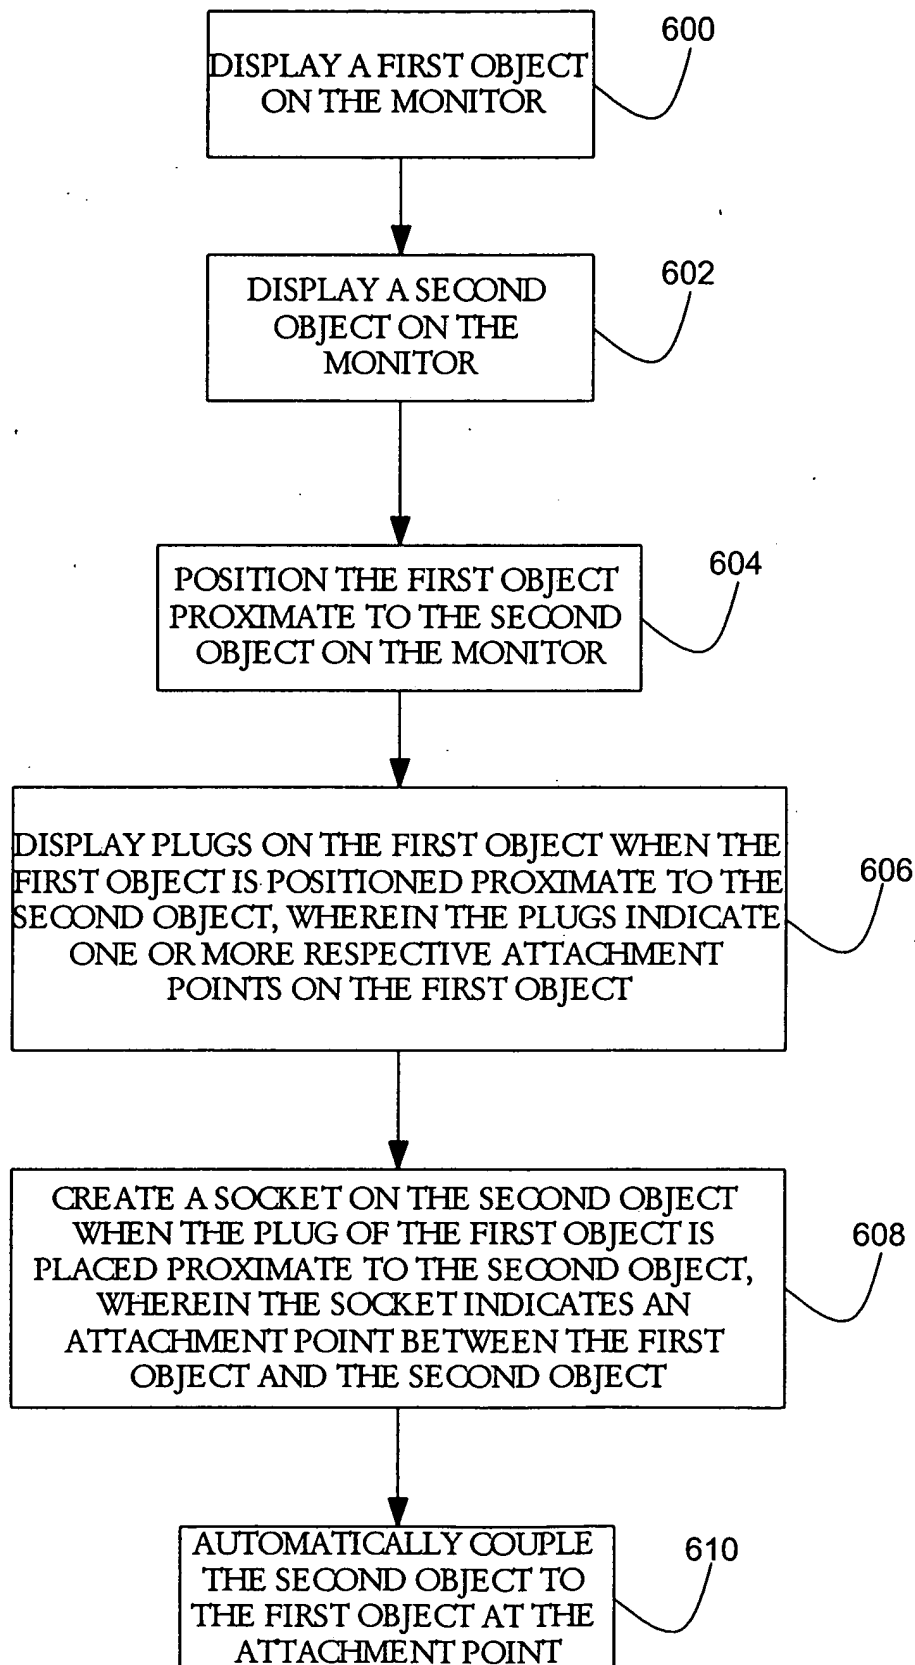 600
DISPLAY A FIRST OBJECT
ON THE MONITOR
602
DISPLAY A SECOND
OBJECT ON THE
MONITOR
604
POSITION THE FIRST OBJECT
PROXIMATE TO THE SECOND
OBJECT ON THE MONITOR
606
DISPLAY PLUGS ON THE FIRST OBJECT WHEN THE
FIRST OBJECT IS POSITIONED PROXIMATE TO THE
SECOND OBJECT, WHEREIN THE PLUGS INDICATE
ONE OR MORE RESPECTIVE ATTACHMENT
POINTS ON THE FIRST OBJECT
608
CREATE A SOCKET ON THE SECOND OBJECT
WHEN THE PLUG OF THE FIRST OBJECT IS
PLACED PROXIMATE TO THE SECOND OBJECT,
WHEREIN THE SOCKET INDICATES AN
ATTACHMENT POINT BETWEEN THE FIRST
OBJECT AND THE SECOND OBJECT
610
AUTOMATICALLY COUPLE
THE SECOND OBJECT TO
THE FIRST OBJECT AT THE
ATTACHMENT POINT